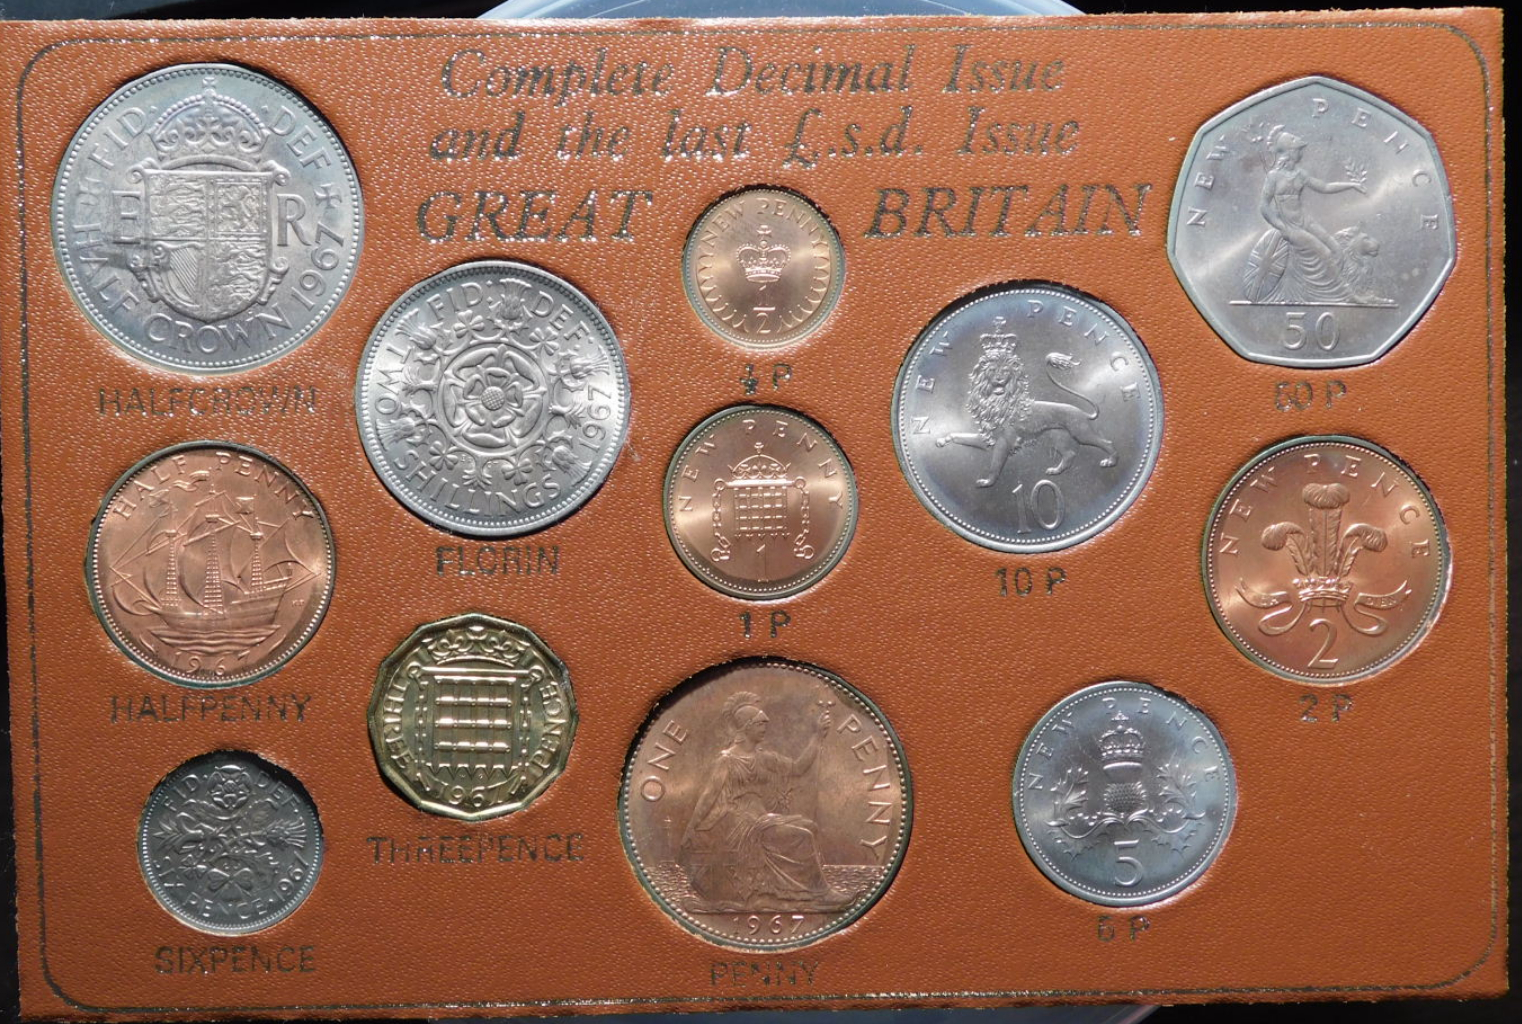 Complete Decimal Issue
and the last £.s.d. Issue
GREAT BRITAIN
FID DEF HALF CROWN 1967
E R
HALFCROWN
FID DEF TWO SHILLINGS 1967
FLORIN
NEW PENNY
1/2
½ P
NEW PENCE
10
10 P
NEW PENCE
50
50 P
HALF PENNY
1967
HALFPENNY
NEW PENNY
1
1 P
NEW PENCE
2
2 P
THREE PENCE
1967
THREEPENCE
FID DEF SIX PENCE 1967
SIXPENCE
ONE PENNY
1967
PENNY
NEW PENCE
5
5 P